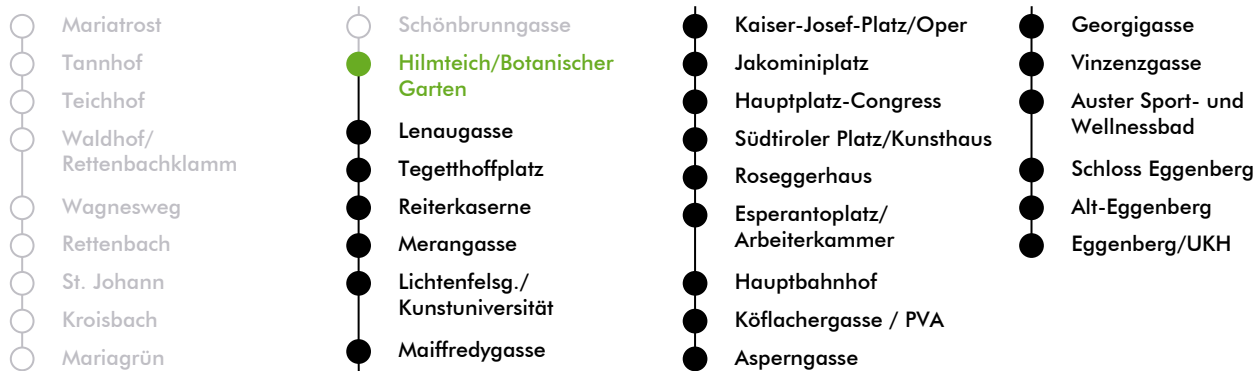 Mariatrost
Tannhof
Teichhof
Waldhof/
Rettenbachklamm
Wagnesweg
Rettenbach
St. Johann
Kroisbach
Mariagrün
Schönbrunngasse
Hilmteich/Botanischer
Garten
Lenaugasse
Tegetthoffplatz
Reiterkaserne
Merangasse
Lichtenfelsg./
Kunstuniversität
Maiffredygasse
Kaiser-Josef-Platz/Oper
Jakominiplatz
Hauptplatz-Congress
Südtiroler Platz/Kunsthaus
Roseggerhaus
Esperantoplatz/
Arbeiterkammer
Hauptbahnhof
Köflachergasse / PVA
Asperngasse
Georgigasse
Vinzenzgasse
Auster Sport- und
Wellnessbad
Schloss Eggenberg
Alt-Eggenberg
Eggenberg/UKH